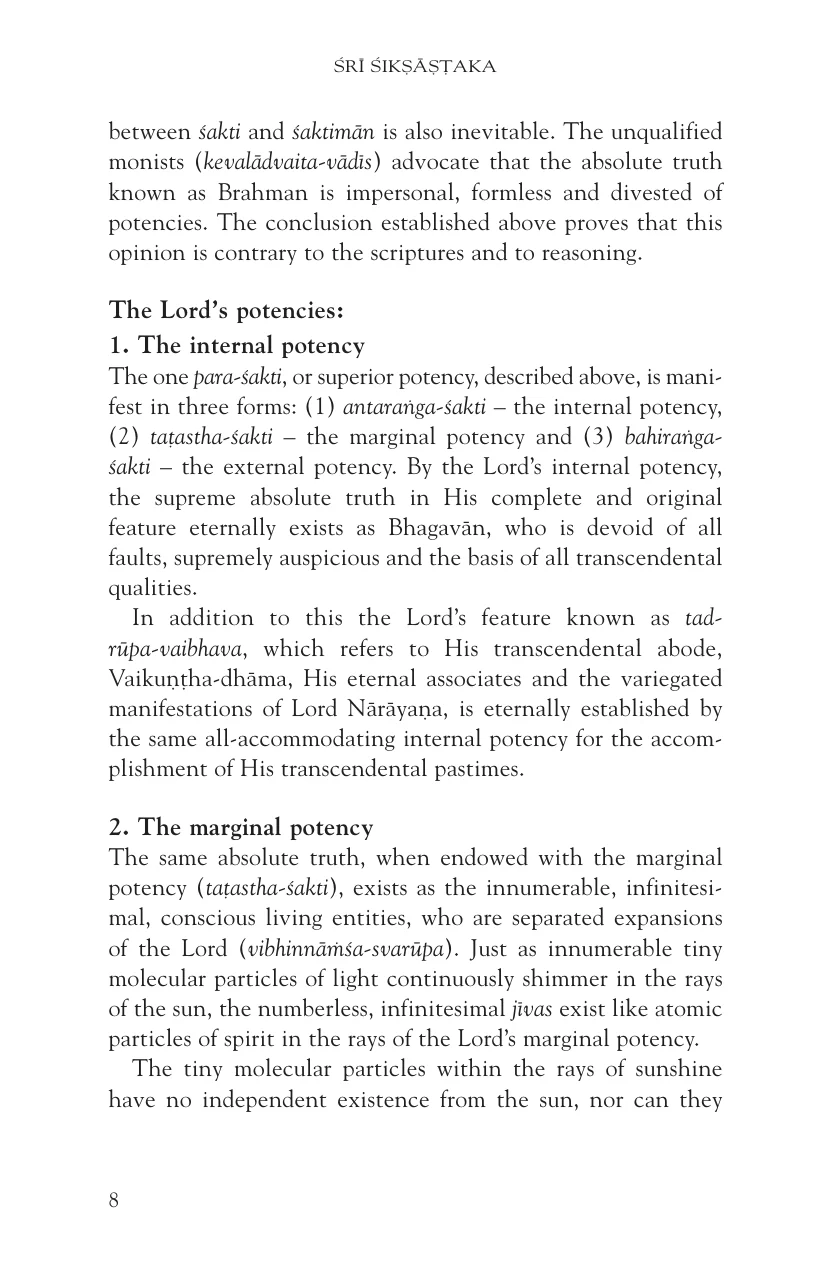 ŚRĪ ŚIKṢĀṢṬAKA
between śakti and śaktimān is also inevitable. The unqualified
monists (kevalādvaita-vādīs) advocate that the absolute truth
known as Brahman is impersonal, formless and divested of
potencies. The conclusion established above proves that this
opinion is contrary to the scriptures and to reasoning.
The Lord’s potencies:
1. The internal potency
The one para-śakti, or superior potency, described above, is mani-
fest in three forms: (1) antaraṅga-śakti – the internal potency,
(2) taṭastha-śakti – the marginal potency and (3) bahiraṅga-
śakti – the external potency. By the Lord’s internal potency,
the supreme absolute truth in His complete and original
feature eternally exists as Bhagavān, who is devoid of all
faults, supremely auspicious and the basis of all transcendental
qualities.
In addition to this the Lord’s feature known as tad-
rūpa-vaibhava, which refers to His transcendental abode,
Vaikuṇṭha-dhāma, His eternal associates and the variegated
manifestations of Lord Nārāyaṇa, is eternally established by
the same all-accommodating internal potency for the accom-
plishment of His transcendental pastimes.
2. The marginal potency
The same absolute truth, when endowed with the marginal
potency (taṭastha-śakti), exists as the innumerable, infinitesi-
mal, conscious living entities, who are separated expansions
of the Lord (vibhinnāṁśa-svarūpa). Just as innumerable tiny
molecular particles of light continuously shimmer in the rays
of the sun, the numberless, infinitesimal jīvas exist like atomic
particles of spirit in the rays of the Lord’s marginal potency.
The tiny molecular particles within the rays of sunshine
have no independent existence from the sun, nor can they
8